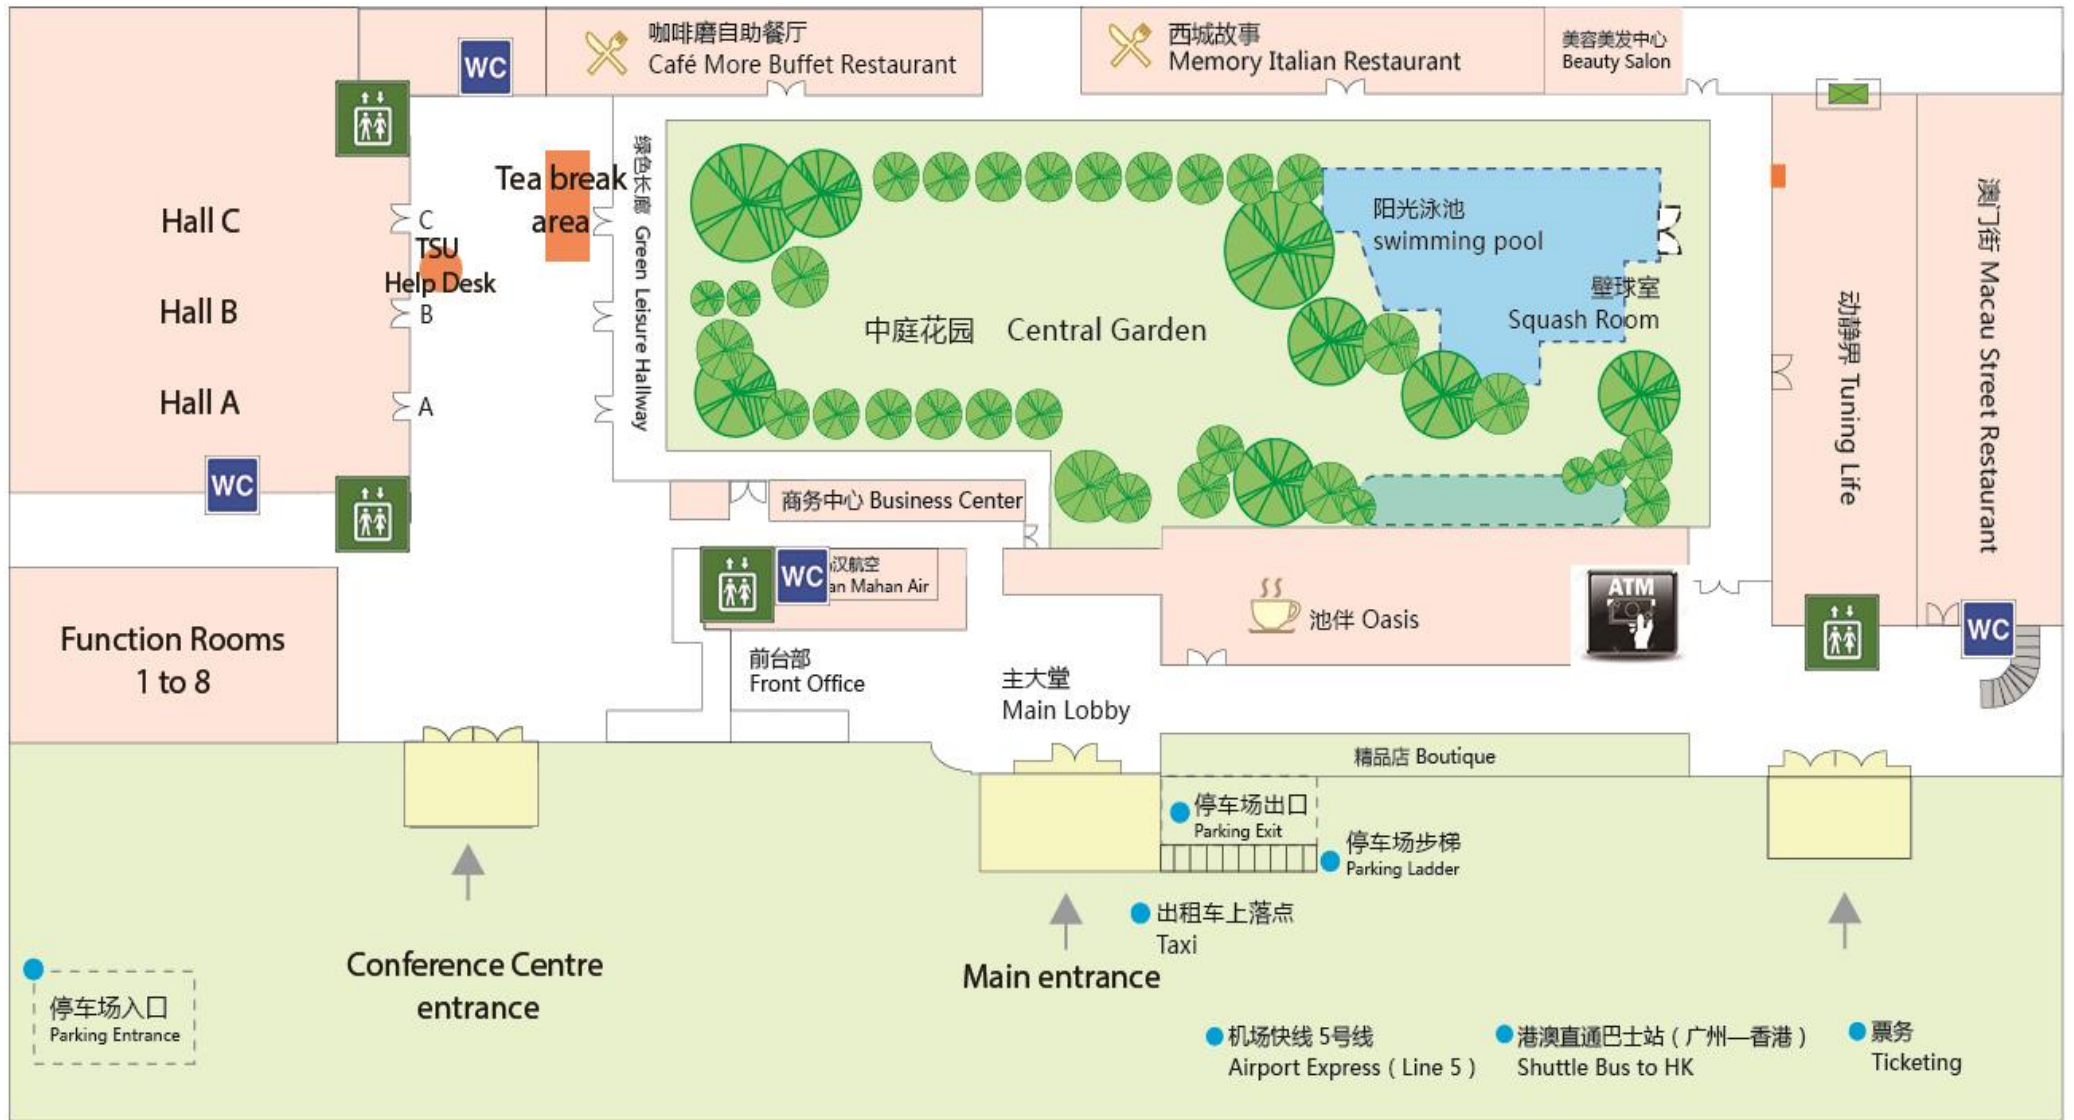 咖啡磨自助餐厅
Café More Buffet Restaurant
西城故事
Memory Italian Restaurant
美容美发中心
Beauty Salon
WC
Hall C
Hall B
Hall A
C
B
A
TSU
Help Desk
Tea break
area
绿色长廊 Green Leisure Hallway
中庭花园 Central Garden
阳光泳池
swimming pool
壁球室
Squash Room
动静界 Tuning Life
澳门街 Macau Street Restaurant
WC
商务中心 Business Center
WC
汉航空
an Mahan Air
池伴 Oasis
ATM
WC
Function Rooms
1 to 8
前台部
Front Office
主大堂
Main Lobby
精品店 Boutique
停车场出口
Parking Exit
停车场步梯
Parking Ladder
出租车上落点
Taxi
Conference Centre
entrance
Main entrance
停车场入口
Parking Entrance
机场快线 5号线
Airport Express ( Line 5 )
港澳直通巴士站 ( 广州—香港 )
Shuttle Bus to HK
票务
Ticketing